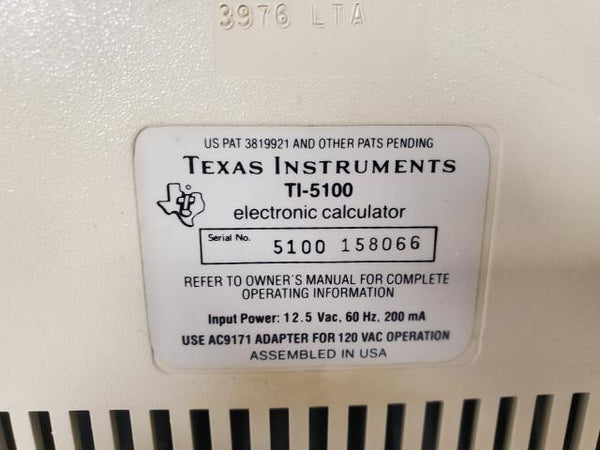 3976 LTA
US PAT 3819921 AND OTHER PATS PENDING
TEXAS INSTRUMENTS
TI-5100
electronic calculator
Serial No. 5100 158066
REFER TO OWNER'S MANUAL FOR COMPLETE
OPERATING INFORMATION
Input Power: 12.5 Vac, 60 Hz, 200 mA
USE AC9171 ADAPTER FOR 120 VAC OPERATION
ASSEMBLED IN USA